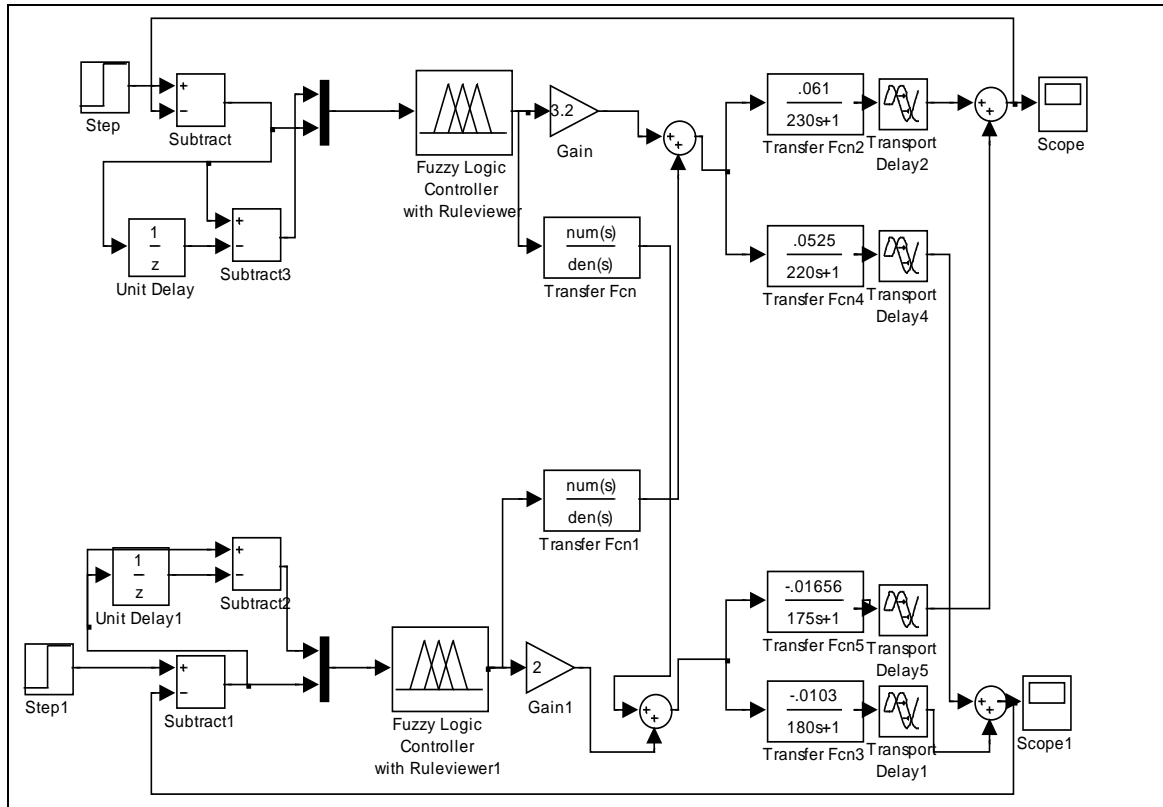 Step
+
−
Subtract
1
z
Unit Delay
+
−
Subtract3
Fuzzy Logic
Controller
with Ruleviewer
3.2
Gain
num(s)
den(s)
Transfer Fcn
+
+
.061
230s+1
Transfer Fcn2
Transport
Delay2
+
+
Scope
.0525
220s+1
Transfer Fcn4
Transport
Delay4
num(s)
den(s)
Transfer Fcn1
1
z
Unit Delay1
+
−
Subtract2
Step1
+
−
Subtract1
Fuzzy Logic
Controller
with Ruleviewer1
2
Gain1
+
+
-.01656
175s+1
Transfer Fcn5
Transport
Delay5
-.0103
180s+1
Transfer Fcn3
Transport
Delay1
+
+
Scope1